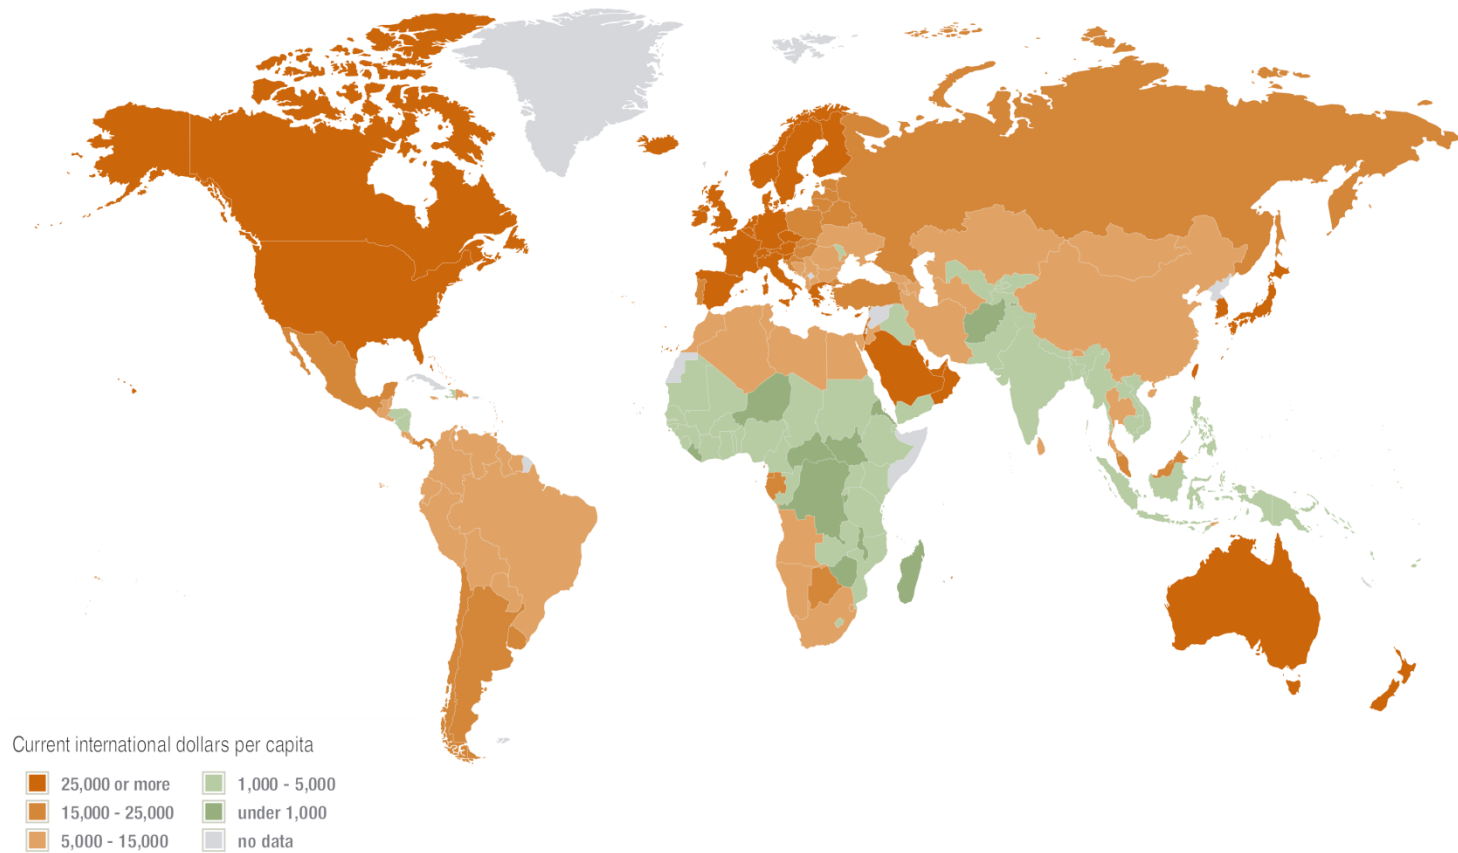 Current international dollars per capita
25,000 or more
15,000 - 25,000
5,000 - 15,000
1,000 - 5,000
under 1,000
no data